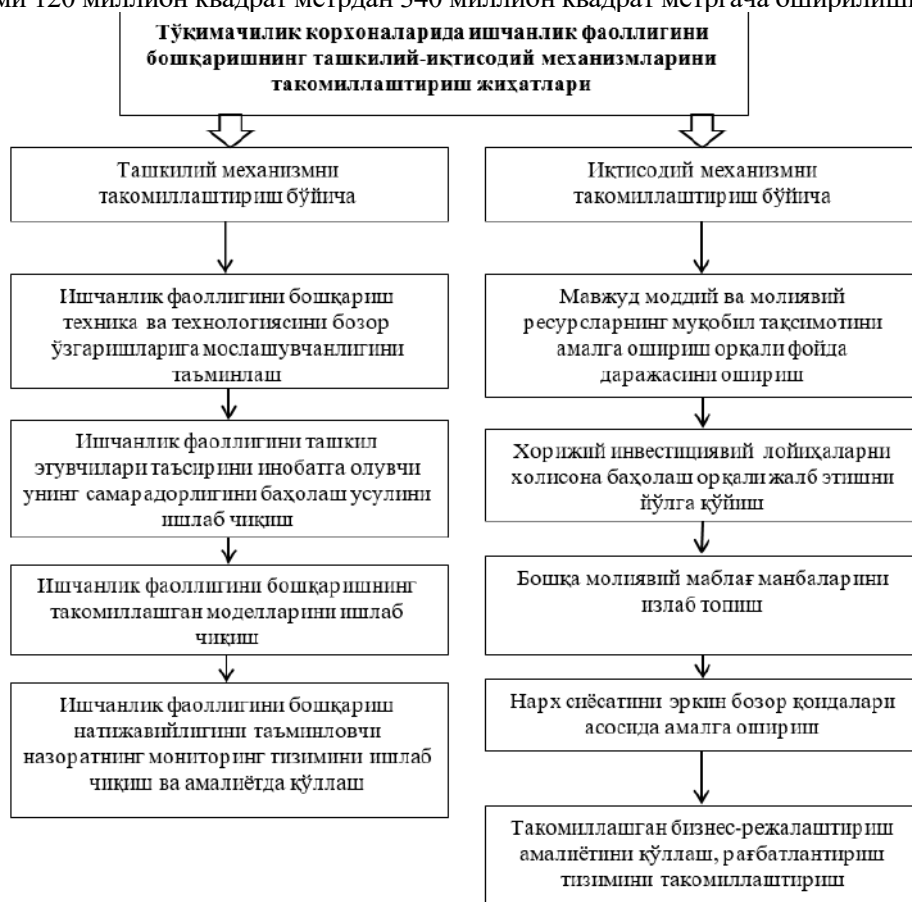 ми 120 миллион квадрат метрдан 340 миллион квадрат метргача оширилиши
Тўқимачилик корхоналарида ишчанлик фаоллигини
бошқаришнинг ташкилий-иқтисодий механизмларини
такомиллаштириш жиҳатлари
Ташкилий механизмни
такомиллаштириш бўйича
Ишчанлик фаоллигини бошқариш
техника ва технологиясини бозор
ўзгаришларига мослашувчанлигини
таъминлаш
Ишчанлик фаоллигини ташкил
этувчилари таъсирини инобатга олувчи
унинг самарадорлигини баҳолаш усулини
ишлаб чиқиш
Ишчанлик фаоллигини бошқаришнинг
такомиллашган моделларини ишлаб
чиқиш
Ишчанлик фаоллигини бошқариш
натижавийлигини таъминловчи
назоратнинг мониторинг тизимини ишлаб
чиқиш ва амалиётда қўллаш
Иқтисодий механизмни
такомиллаштириш бўйича
Мавжуд моддий ва молиявий
ресурсларнинг муқобил тақсимотини
амалга ошириш орқали фойда
даражасини ошириш
Хорижий инвестициявий лойиҳаларни
холисона баҳолаш орқали жалб этишни
йўлга қўйиш
Бошқа молиявий маблағ манбаларини
излаб топиш
Нарх сиёсатини эркин бозор қоидалари
асосида амалга ошириш
Такомиллашган бизнес-режалаштириш
амалиётини қўллаш, рағбатлантириш
тизимини такомиллаштириш